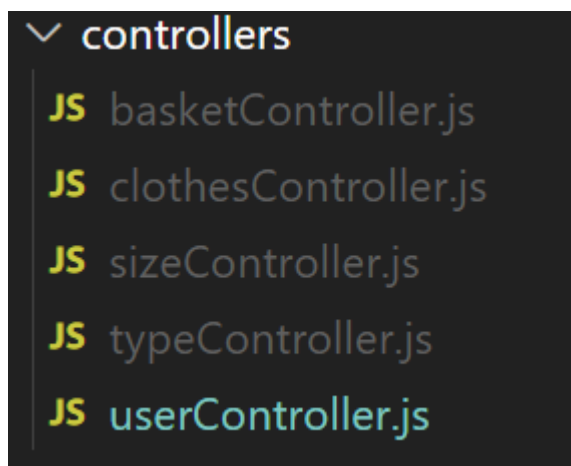 controllers
JS basketController.js
JS clothesController.js
JS sizeController.js
JS typeController.js
JS userController.js